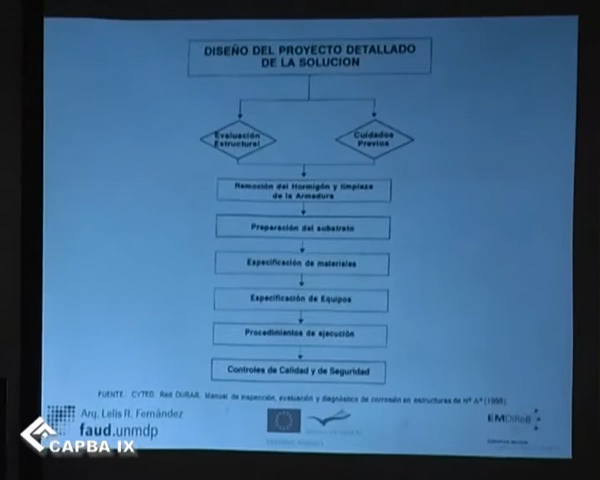 DISEÑO DEL PROYECTO DETALLADO
DE LA SOLUCION
Evaluación
Estructural
Cuidados
Previos
Remoción del Hormigón y limpieza
de la Armadura
Preparación del substrato
Especificación de materiales
Especificación de Equipos
Procedimientos de ejecución
Controles de Calidad y de Seguridad
FUENTE: CYTED. Red DURAR. Manual de inspección, evaluación y diagnóstico de corrosión en estructuras de Hº Aº (1998)
Arq. Lelis R. Fernández
faud.unmdp
EMDiReB
CAPBA IX